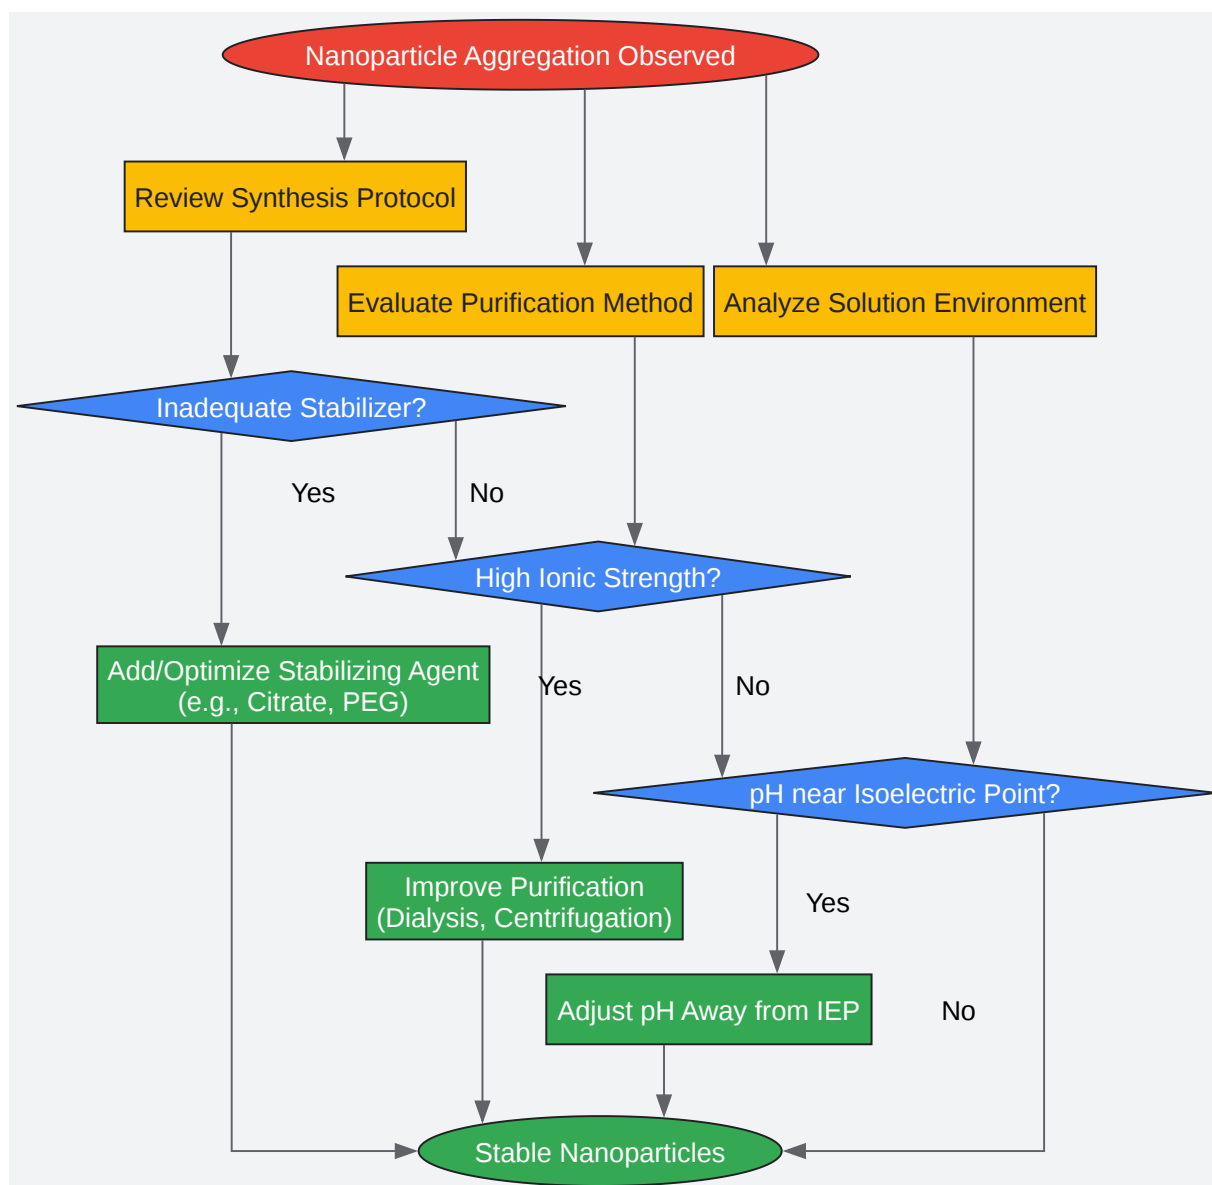 Nanoparticle Aggregation Observed
Review Synthesis Protocol
Evaluate Purification Method
Analyze Solution Environment
Inadequate Stabilizer?
Yes
No
High Ionic Strength?
Add/Optimize Stabilizing Agent
(e.g., Citrate, PEG)
Yes
No
pH near Isoelectric Point?
Improve Purification
(Dialysis, Centrifugation)
Yes
Adjust pH Away from IEP
No
Stable Nanoparticles